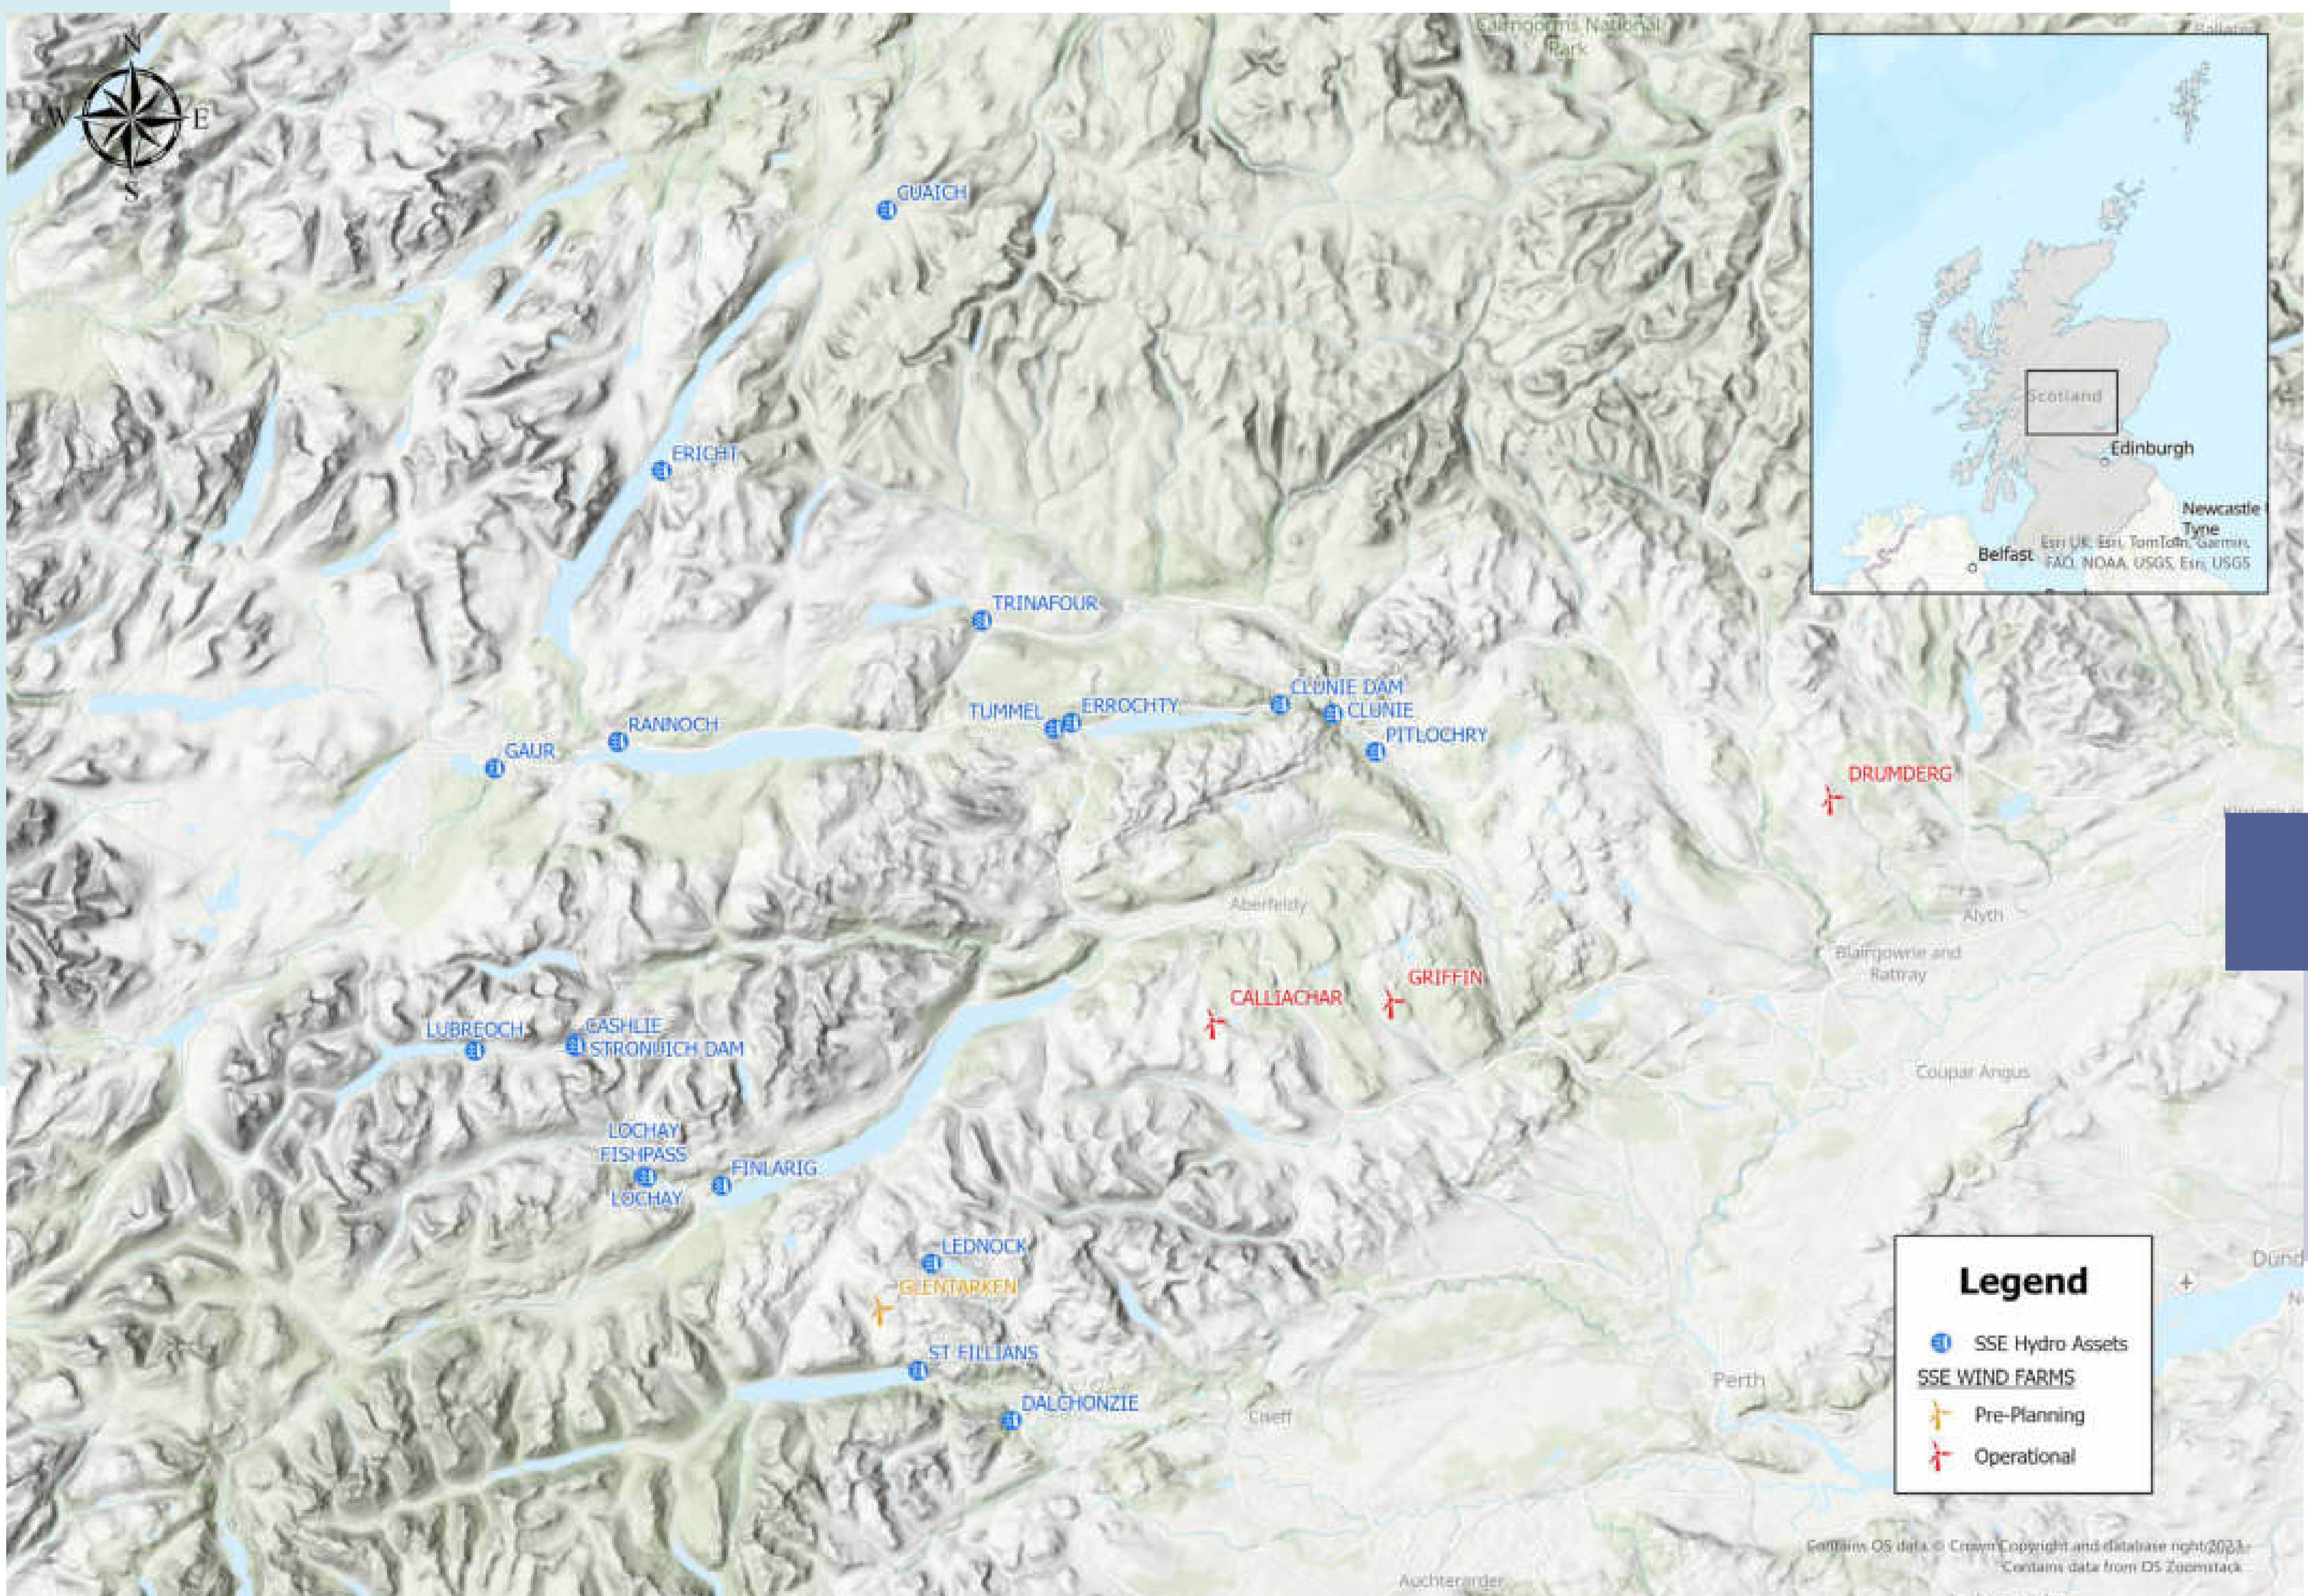 Cairngorms National
Park
Ballater
N
W
E
S
GUAICH
Scotland
Edinburgh
Newcastle
Tyne
Belfast
Esri UK, Esri, TomTom, Garmin,
FAO, NOAA, USGS, Esri, USGS
ERICHT
TRINAFOUR
CLUNIE DAM
CLUNIE
TUMMEL
ERROCHTY
PITLOCHRY
RANNOCH
GAUR
DRUMDERG
Aberfeldy
Alyth
Blairgowrie and
Rattray
GRIFFIN
CALLIACHAR
LUBREOCH
CASHLIE
STRONUICH DAM
Coupar Angus
LOCHAY
FISHPASS
LOCHAY
FINLARIG
LEDNOCK
GLENTARKEN
ST FILLIANS
DALCHONZIE
Crieff
Perth
Dund
Legend
SSE Hydro Assets
SSE WIND FARMS
Pre-Planning
Operational
Auchterarder
Contains OS data © Crown Copyright and database right 2023
Contains data from OS Zoomstack